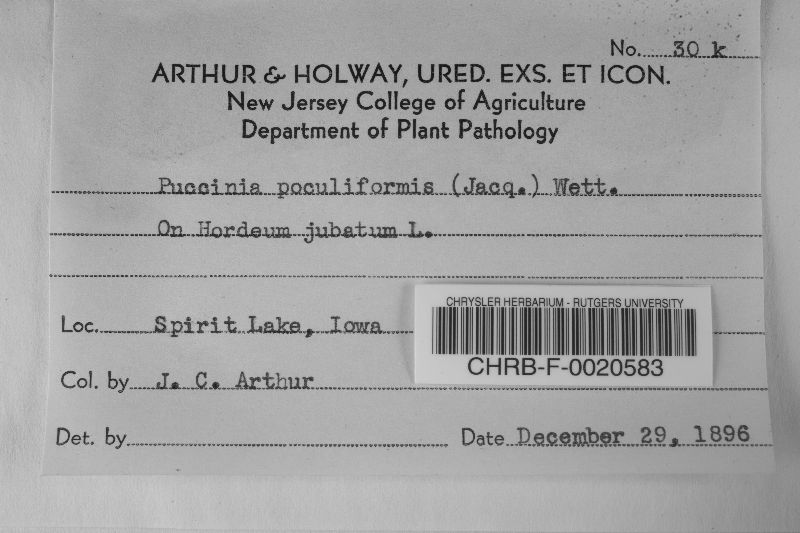 No. 30 k
ARTHUR & HOLWAY, URED. EXS. ET ICON.
New Jersey College of Agriculture
Department of Plant Pathology
Puccinia poculiformis (Jacq.) Wett.
On Hordeum jubatum L.
Loc. Spirit Lake, Iowa
CHRYSLER HERBARIUM - RUTGERS UNIVERSITY
CHRB-F-0020583
Col. by J. C. Arthur
Det. by
Date December 29, 1896